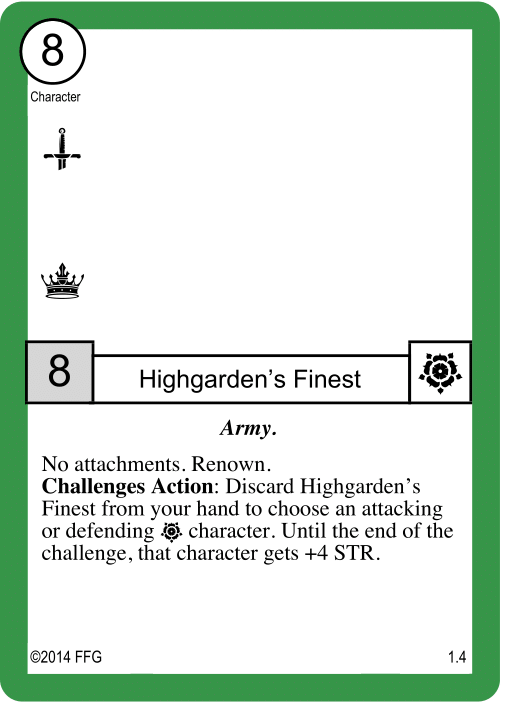 8
Character
8
Highgarden’s Finest
Army.
No attachments. Renown.
Challenges Action: Discard Highgarden’s
Finest from your hand to choose an attacking
or defending character. Until the end of the
challenge, that character gets +4 STR.
©2014 FFG
1.4